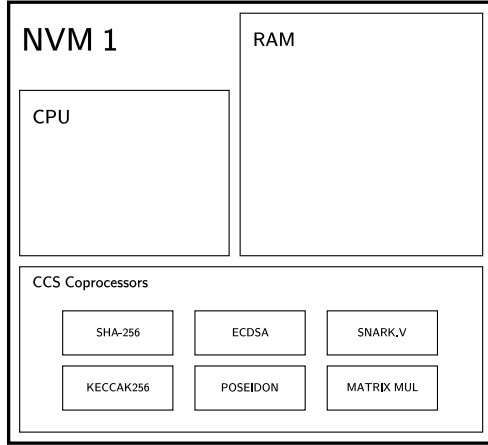 NVM 1
RAM
CPU
CCS Coprocessors
SHA-256
ECDSA
SNARK.V
KECCAK256
POSEIDON
MATRIX MUL